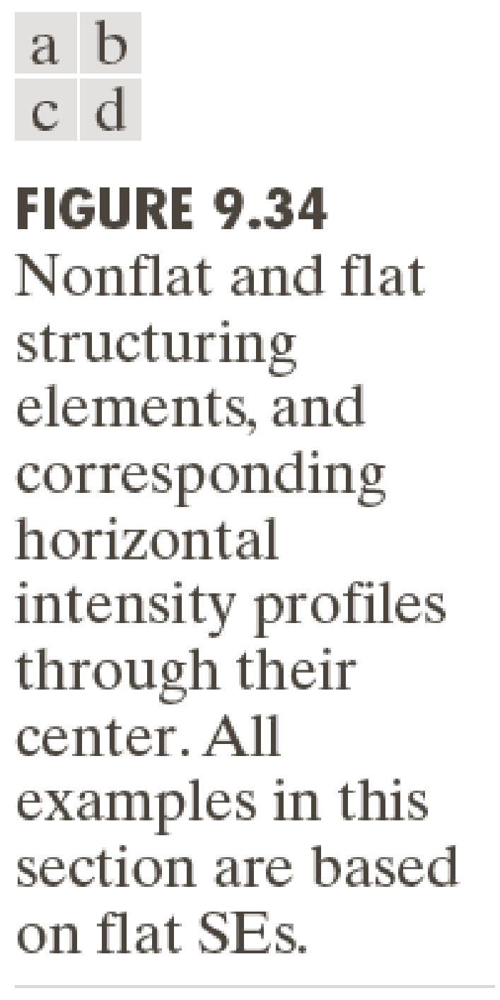 a b
c d
FIGURE 9.34
Nonflat and flat
structuring
elements, and
corresponding
horizontal
intensity profiles
through their
center. All
examples in this
section are based
on flat SEs.